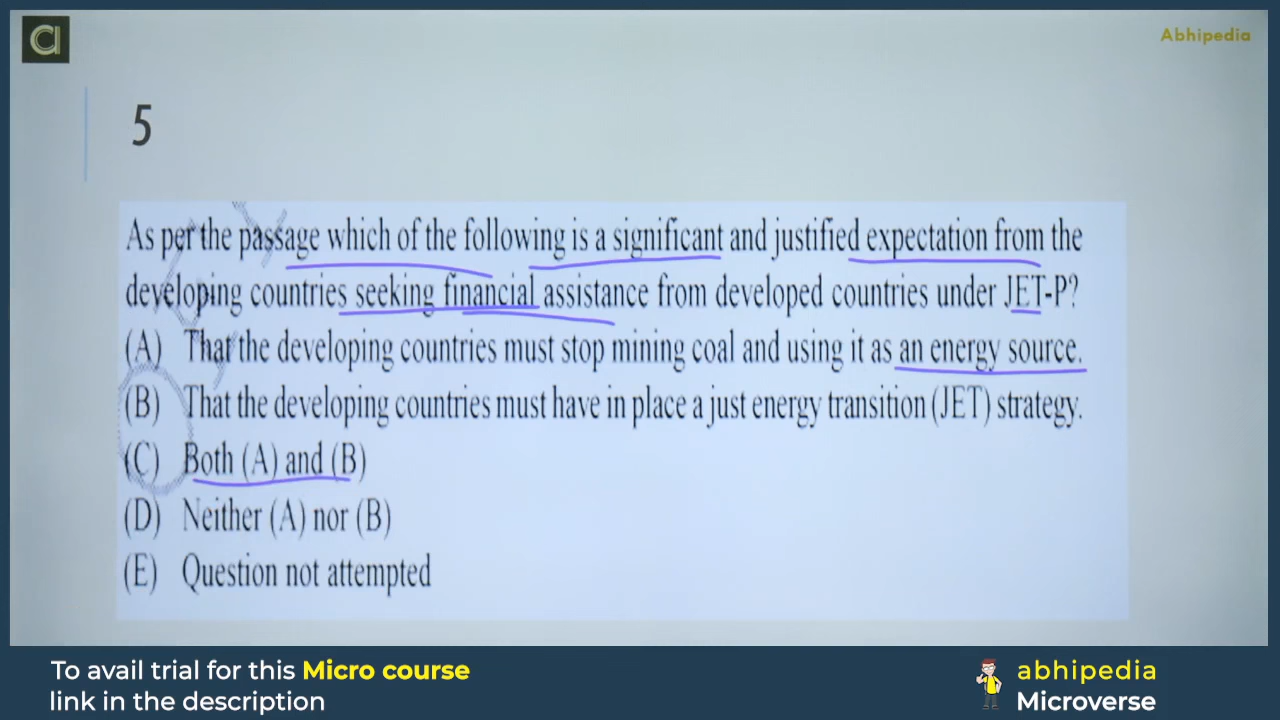 Abhipedia
5
As per the passage which of the following is a significant and justified expectation from the
developing countries seeking financial assistance from developed countries under JET-P?
(A) That the developing countries must stop mining coal and using it as an energy source.
(B) That the developing countries must have in place a just energy transition (JET) strategy.
(C) Both (A) and (B)
(D) Neither (A) nor (B)
(E) Question not attempted
To avail trial for this Micro course
link in the description
abhipedia
Microverse